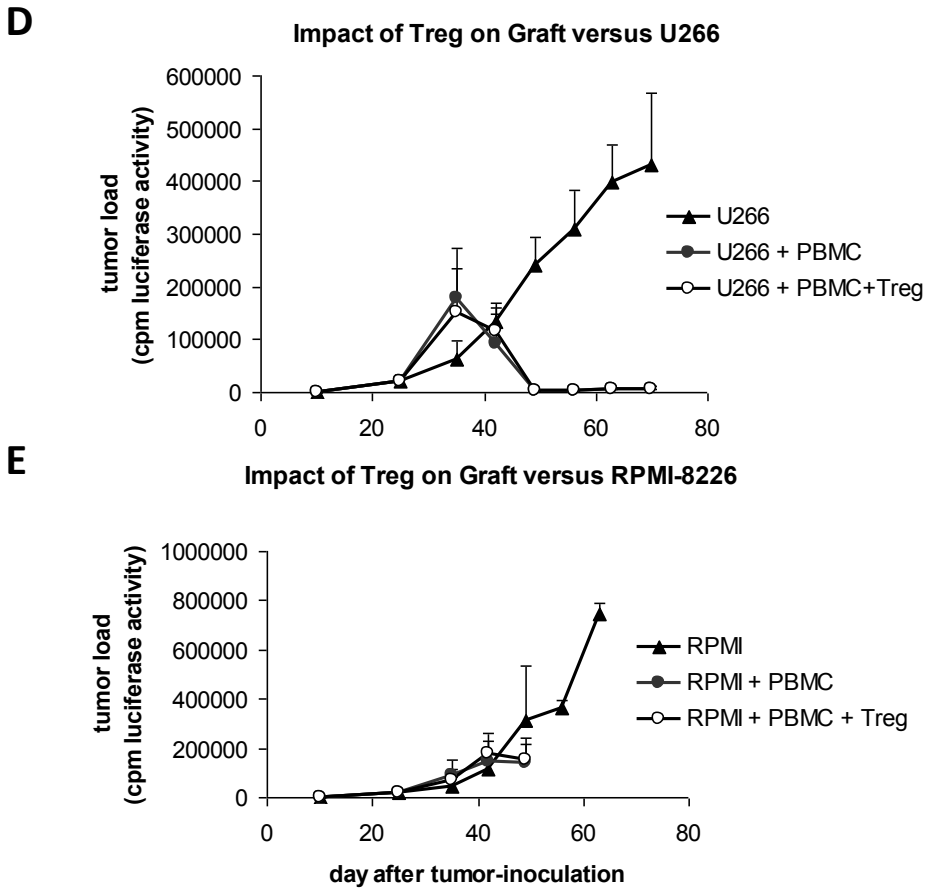 D
Impact of Treg on Graft versus U266
tumor load
(cpm luciferase activity)
600000
500000
400000
300000
200000
100000
0
0 20 40 60 80
U266
U266 + PBMC
U266 + PBMC+Treg
E
Impact of Treg on Graft versus RPMI-8226
tumor load
(cpm luciferase activity)
1000000
800000
600000
400000
200000
0
0 20 40 60 80
RPMI
RPMI + PBMC
RPMI + PBMC + Treg
day after tumor-inoculation